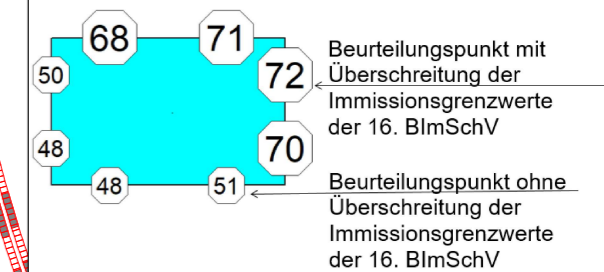 68 71
50 72
48 70
48 51
Beurteilungspunkt mit
Überschreitung der
Immissionsgrenzwerte
der 16. BImSchV
Beurteilungspunkt ohne
Überschreitung der
Immissionsgrenzwerte
der 16. BImSchV